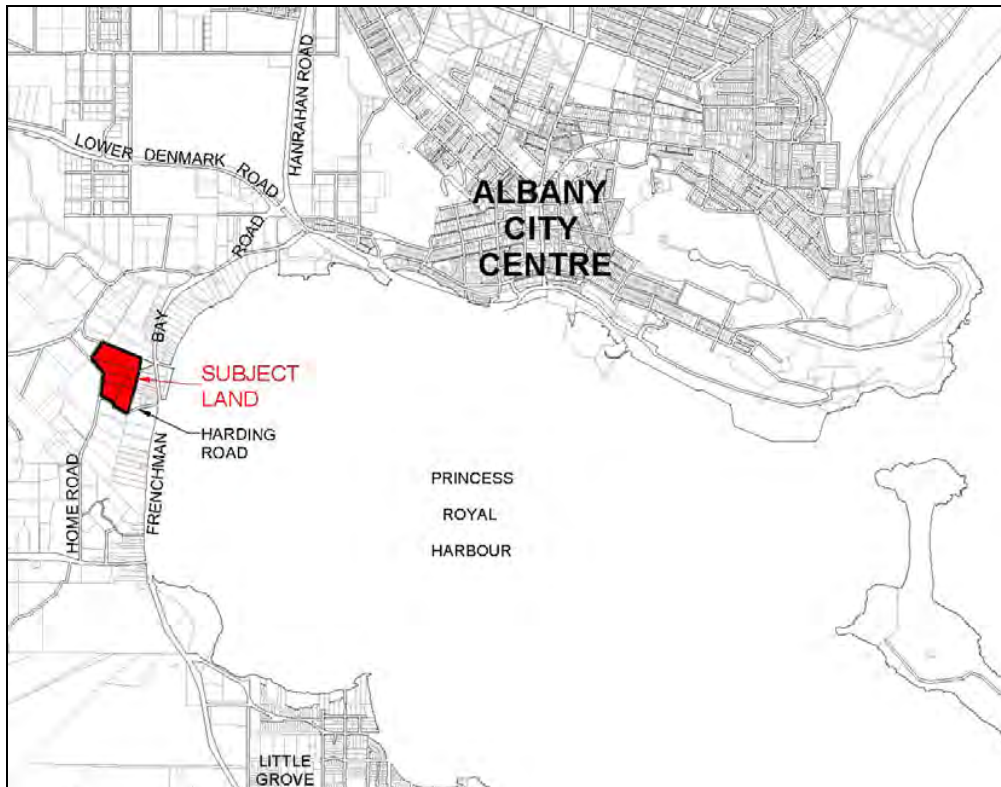 HANRAHAN ROAD
LOWER DENMARK ROAD
ALBANY
CITY
CENTRE
FRENCHMAN BAY ROAD
SUBJECT
LAND
HARDING
ROAD
HOME ROAD
PRINCESS
ROYAL
HARBOUR
LITTLE
GROVE